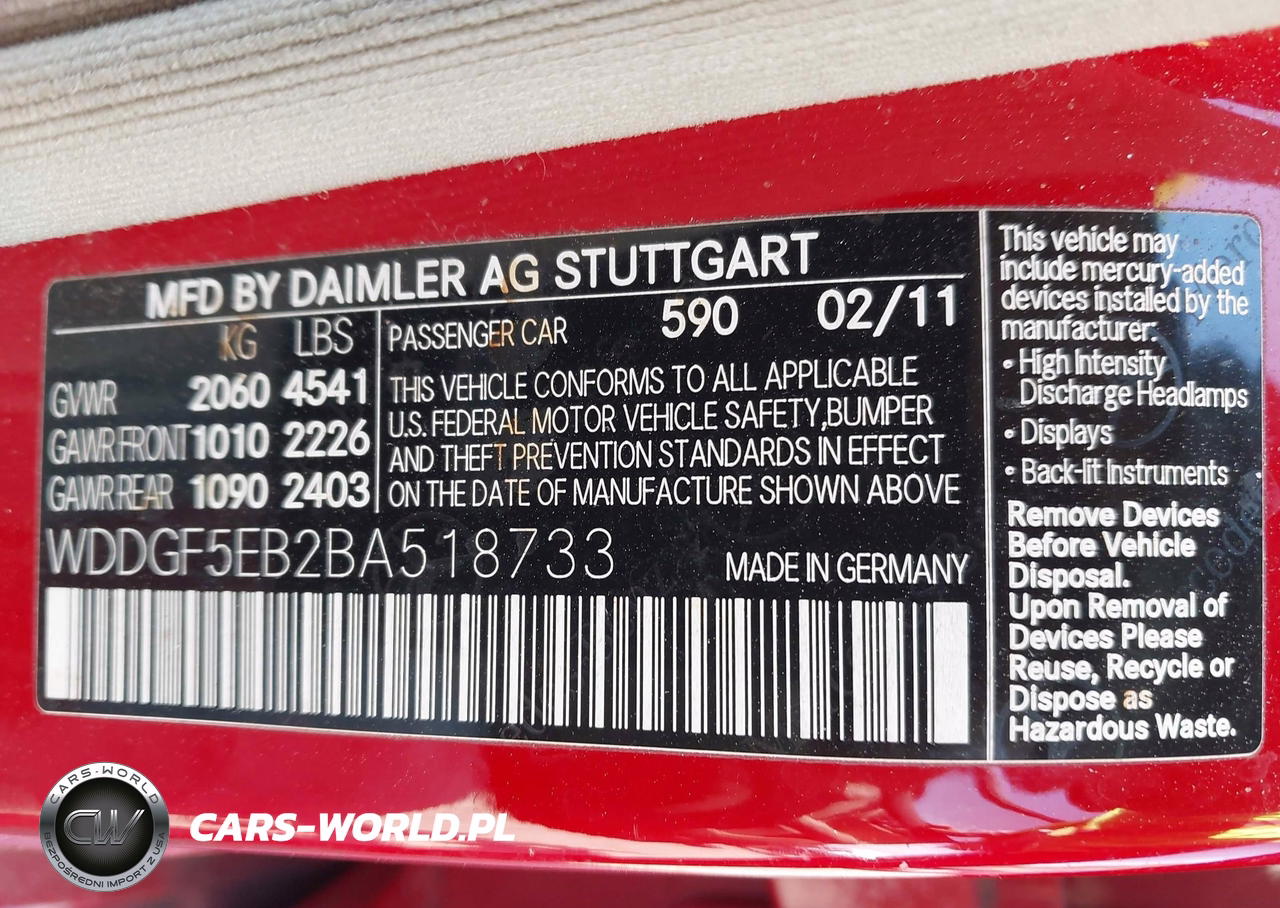 MFD BY DAIMLER AG STUTTGART
KG LBS
GVWR 2060 4541
GAWR FRONT 1010 2226
GAWR REAR 1090 2403
PASSENGER CAR 590 02/11
THIS VEHICLE CONFORMS TO ALL APPLICABLE
U.S. FEDERAL MOTOR VEHICLE SAFETY,BUMPER
AND THEFT PREVENTION STANDARDS IN EFFECT
ON THE DATE OF MANUFACTURE SHOWN ABOVE
WDDGF5EB2BA518733
MADE IN GERMANY
This vehicle may
include mercury-added
devices installed by the
manufacturer:
• High Intensity
Discharge Headlamps
• Displays
• Back-lit Instruments
Remove Devices
Before Vehicle
Disposal.
Upon Removal of
Devices Please
Reuse, Recycle or
Dispose as
Hazardous Waste.
CARS-WORLD
CW
BEZPOŚREDNI IMPORT Z USA
CARS-WORLD.PL